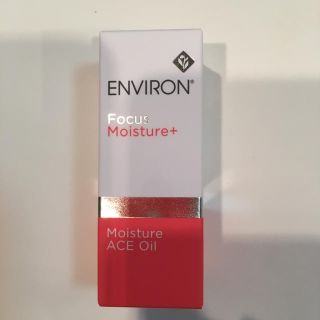 ENVIRON®
Focus
Moisture+
Moisture
ACE Oil